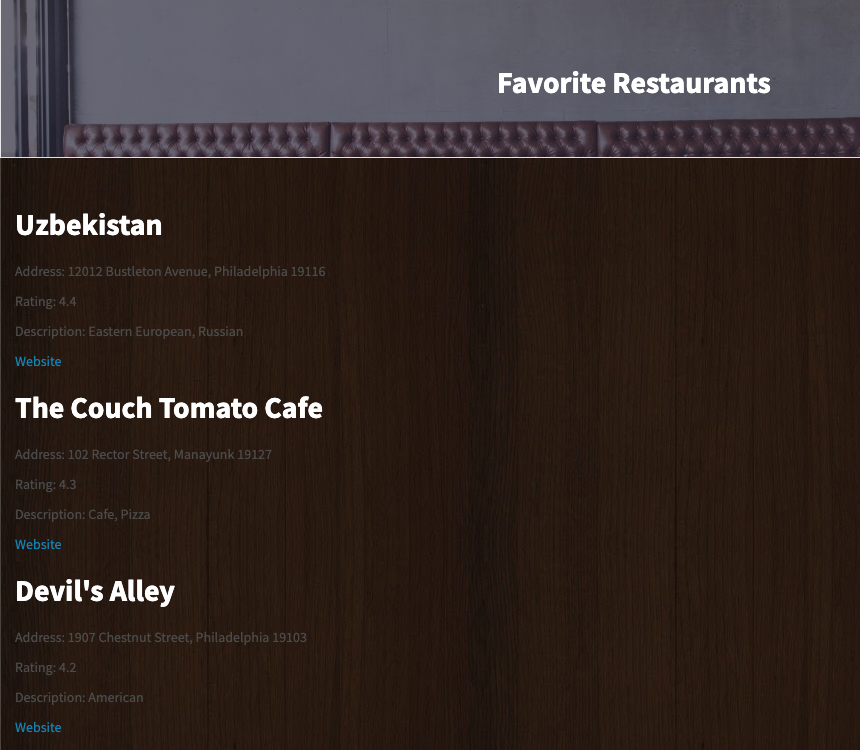 Favorite Restaurants
Uzbekistan
Address: 12012 Bustleton Avenue, Philadelphia 19116
Rating: 4.4
Description: Eastern European, Russian
Website
The Couch Tomato Cafe
Address: 102 Rector Street, Manayunk 19127
Rating: 4.3
Description: Cafe, Pizza
Website
Devil's Alley
Address: 1907 Chestnut Street, Philadelphia 19103
Rating: 4.2
Description: American
Website